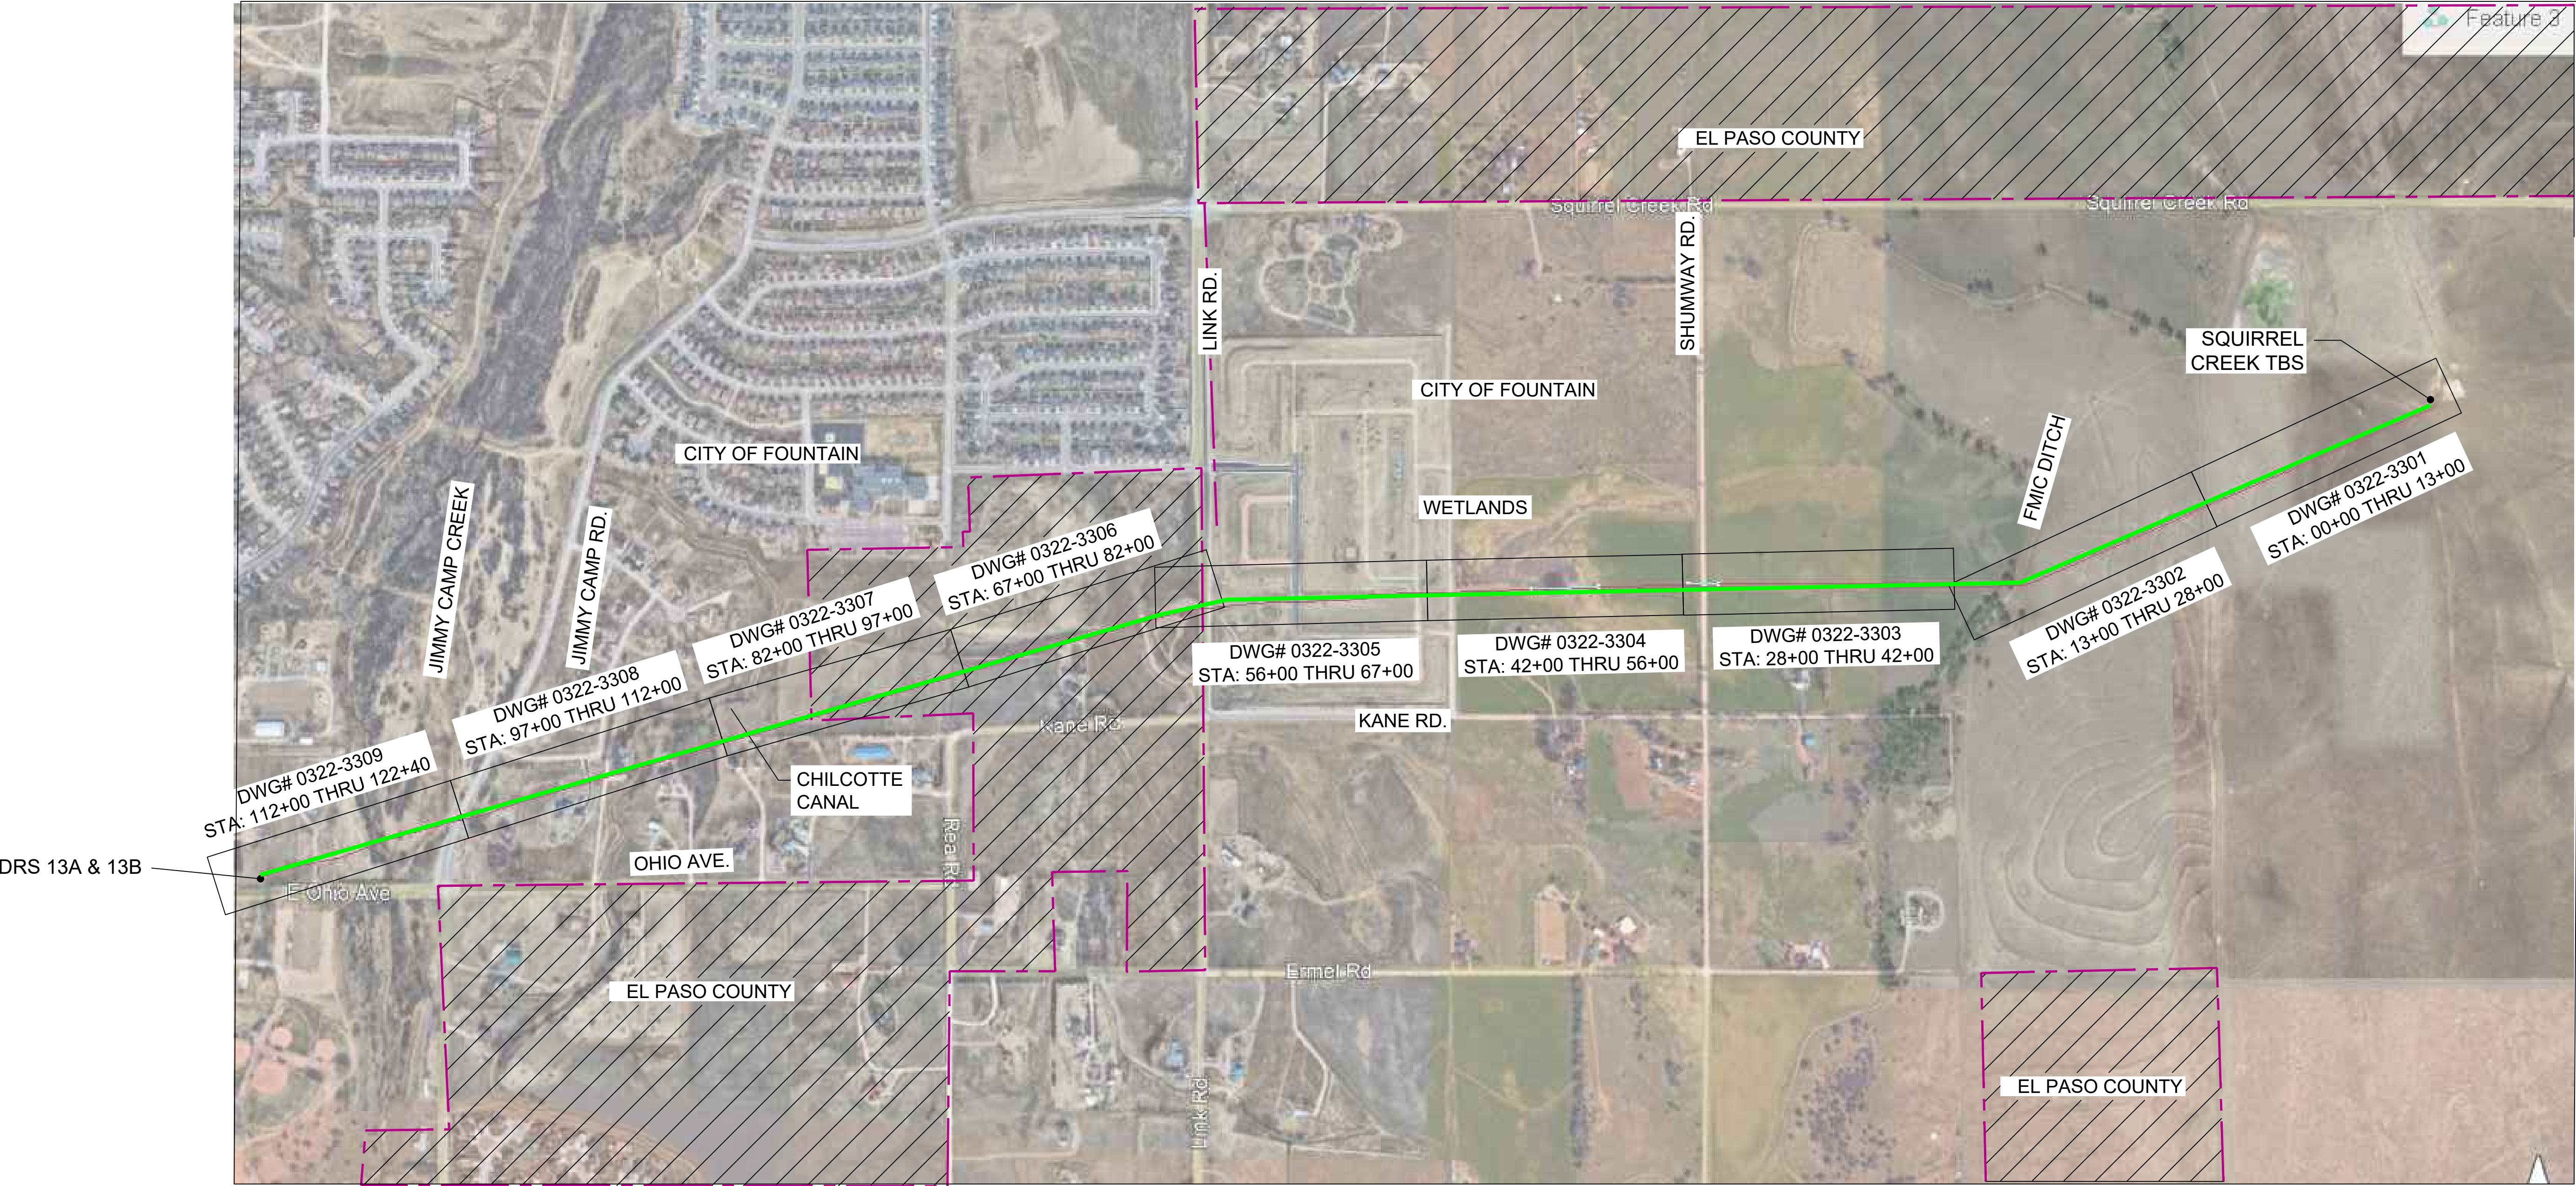 Feature 3
EL PASO COUNTY
Squirrel Creek Rd
Squirrel Creek Rd
LINK RD.
SHUMWAY RD.
SQUIRREL
CREEK TBS
CITY OF FOUNTAIN
CITY OF FOUNTAIN
FMIC DITCH
WETLANDS
JIMMY CAMP CREEK
JIMMY CAMP RD.
DWG# 0322-3301
STA: 00+00 THRU 13+00
DWG# 0322-3302
STA: 13+00 THRU 28+00
DWG# 0322-3303
STA: 28+00 THRU 42+00
DWG# 0322-3304
STA: 42+00 THRU 56+00
DWG# 0322-3305
STA: 56+00 THRU 67+00
DWG# 0322-3306
STA: 67+00 THRU 82+00
DWG# 0322-3307
STA: 82+00 THRU 97+00
DWG# 0322-3308
STA: 97+00 THRU 112+00
DWG# 0322-3309
STA: 112+00 THRU 122+40
Kane Rd
KANE RD.
CHILCOTTE
CANAL
OHIO AVE.
Rea Rd
DRS 13A & 13B
E Ohio Ave
Ermel Rd
EL PASO COUNTY
Link Rd
EL PASO COUNTY